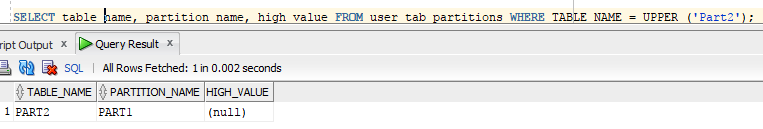 SELECT table name, partition name, high value FROM user tab partitions WHERE TABLE NAME = UPPER ('Part2');
ript Output x Query Result x
SQL | All Rows Fetched: 1 in 0.002 seconds
TABLE_NAME PARTITION_NAME HIGH_VALUE
1 PART2 PART1 (null)